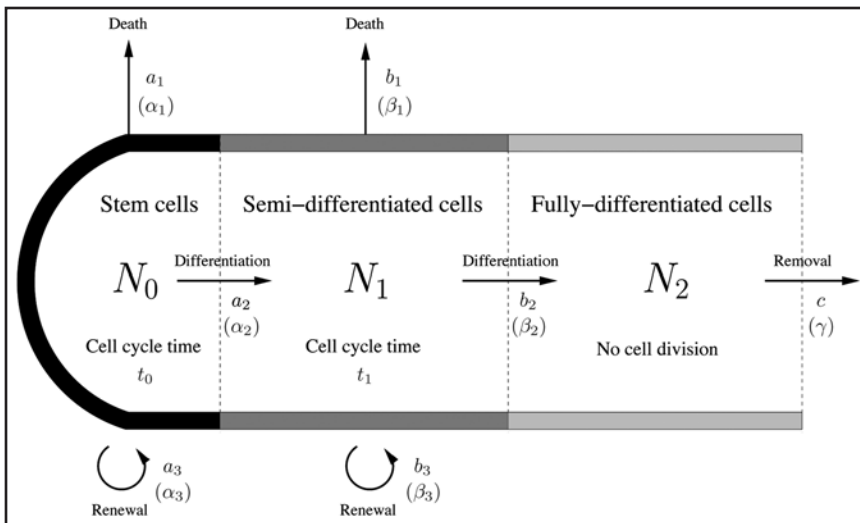 Death
Death
a₁
(α₁)
b₁
(β₁)
Stem cells
Semi–differentiated cells
Fully–differentiated cells
N₀
Differentiation
a₂
(α₂)
N₁
Differentiation
b₂
(β₂)
N₂
Removal
c
(γ)
Cell cycle time
t₀
Cell cycle time
t₁
No cell division
a₃
(α₃)
Renewal
b₃
(β₃)
Renewal